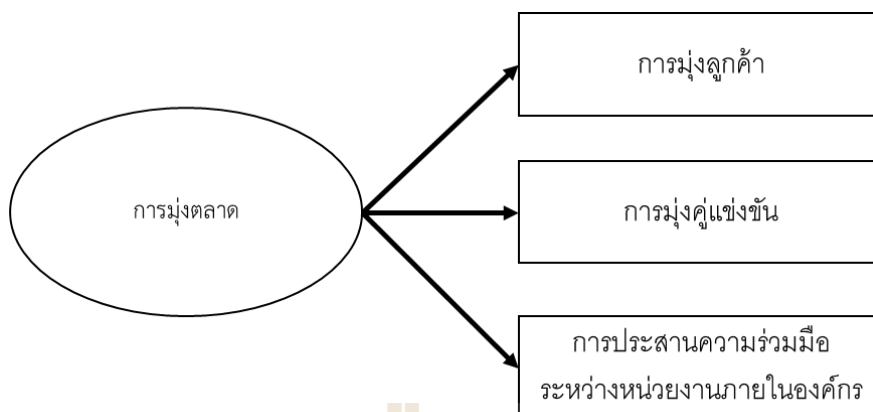 การมุ่งลูกค้า
การมุ่งตลาด
การมุ่งคู่แข่งขัน
การประสานความร่วมมือ
ระหว่างหน่วยงานภายในองค์กร